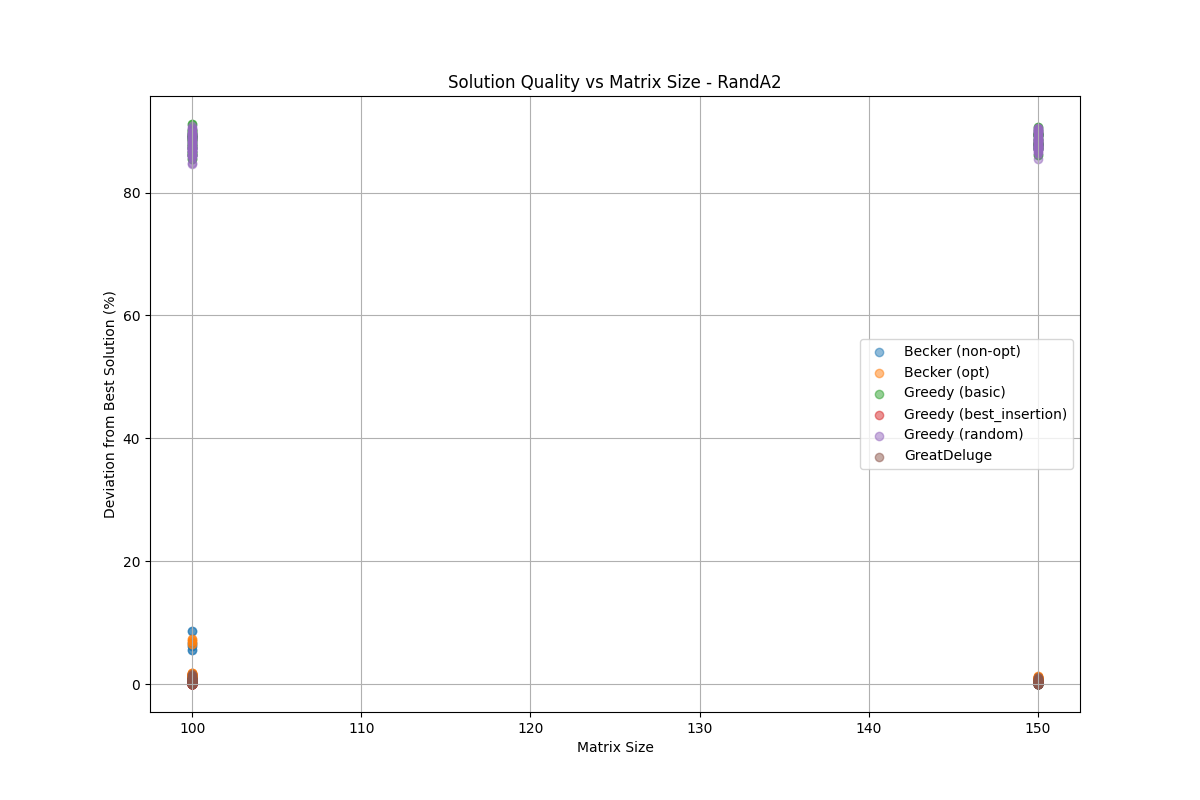 Solution Quality vs Matrix Size - RandA2
Deviation from Best Solution (%)
80
60
40
20
0
Becker (non-opt)
Becker (opt)
Greedy (basic)
Greedy (best_insertion)
Greedy (random)
GreatDeluge
100 110 120 130 140 150
Matrix Size